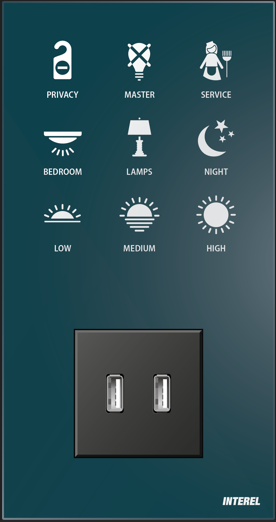 PRIVACY MASTER SERVICE
BEDROOM LAMPS NIGHT
LOW MEDIUM HIGH
INTEREL